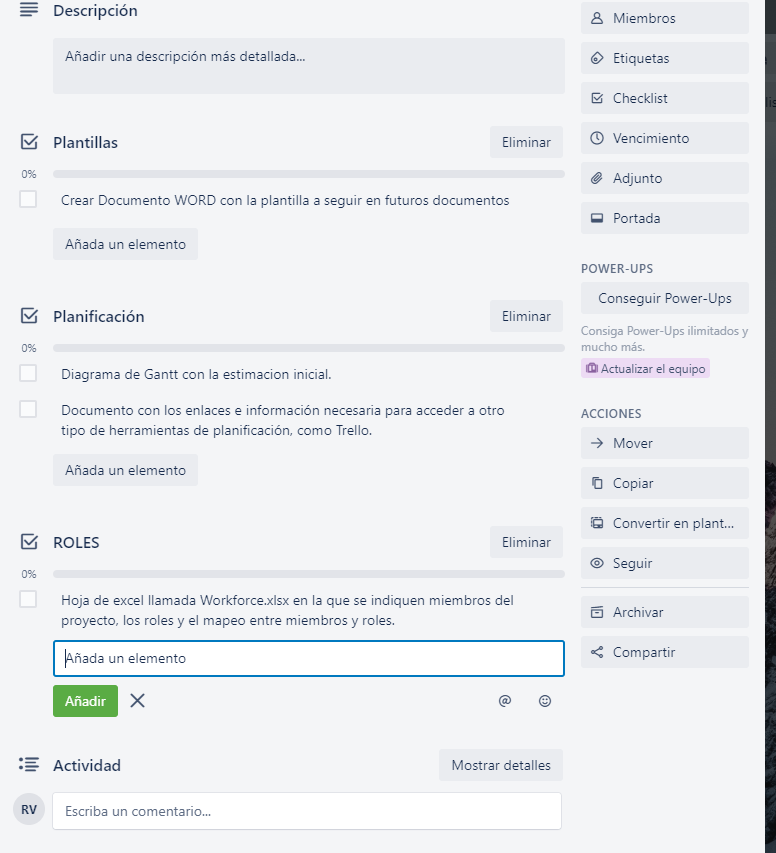 Descripción
Añadir una descripción más detallada...
Plantillas
Eliminar
0%
Crear Documento WORD con la plantilla a seguir en futuros documentos
Añada un elemento
Planificación
Eliminar
0%
Diagrama de Gantt con la estimacion inicial.
Documento con los enlaces e información necesaria para acceder a otro
tipo de herramientas de planificación, como Trello.
Añada un elemento
ROLES
Eliminar
0%
Hoja de excel llamada Workforce.xlsx en la que se indiquen miembros del
proyecto, los roles y el mapeo entre miembros y roles.
Añada un elemento
Añadir
Actividad
Mostrar detalles
RV
Escriba un comentario...
Miembros
Etiquetas
Checklist
Vencimiento
Adjunto
Portada
POWER-UPS
Conseguir Power-Ups
Consiga Power-Ups ilimitados y
mucho más.
Actualizar el equipo
ACCIONES
Mover
Copiar
Convertir en plant...
Seguir
Archivar
Compartir